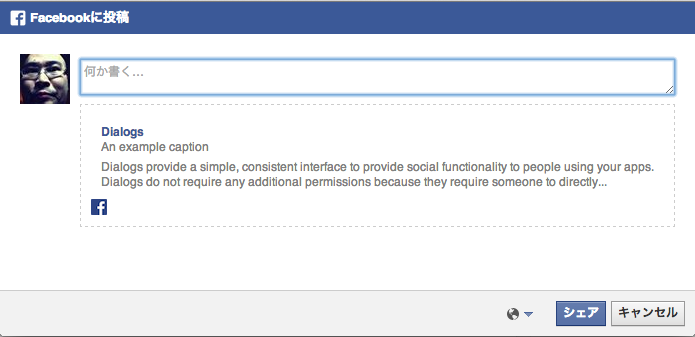 Facebookに投稿
何か書く...
Dialogs
An example caption
Dialogs provide a simple, consistent interface to provide social functionality to people using your apps.
Dialogs do not require any additional permissions because they require someone to directly...
シェア キャンセル